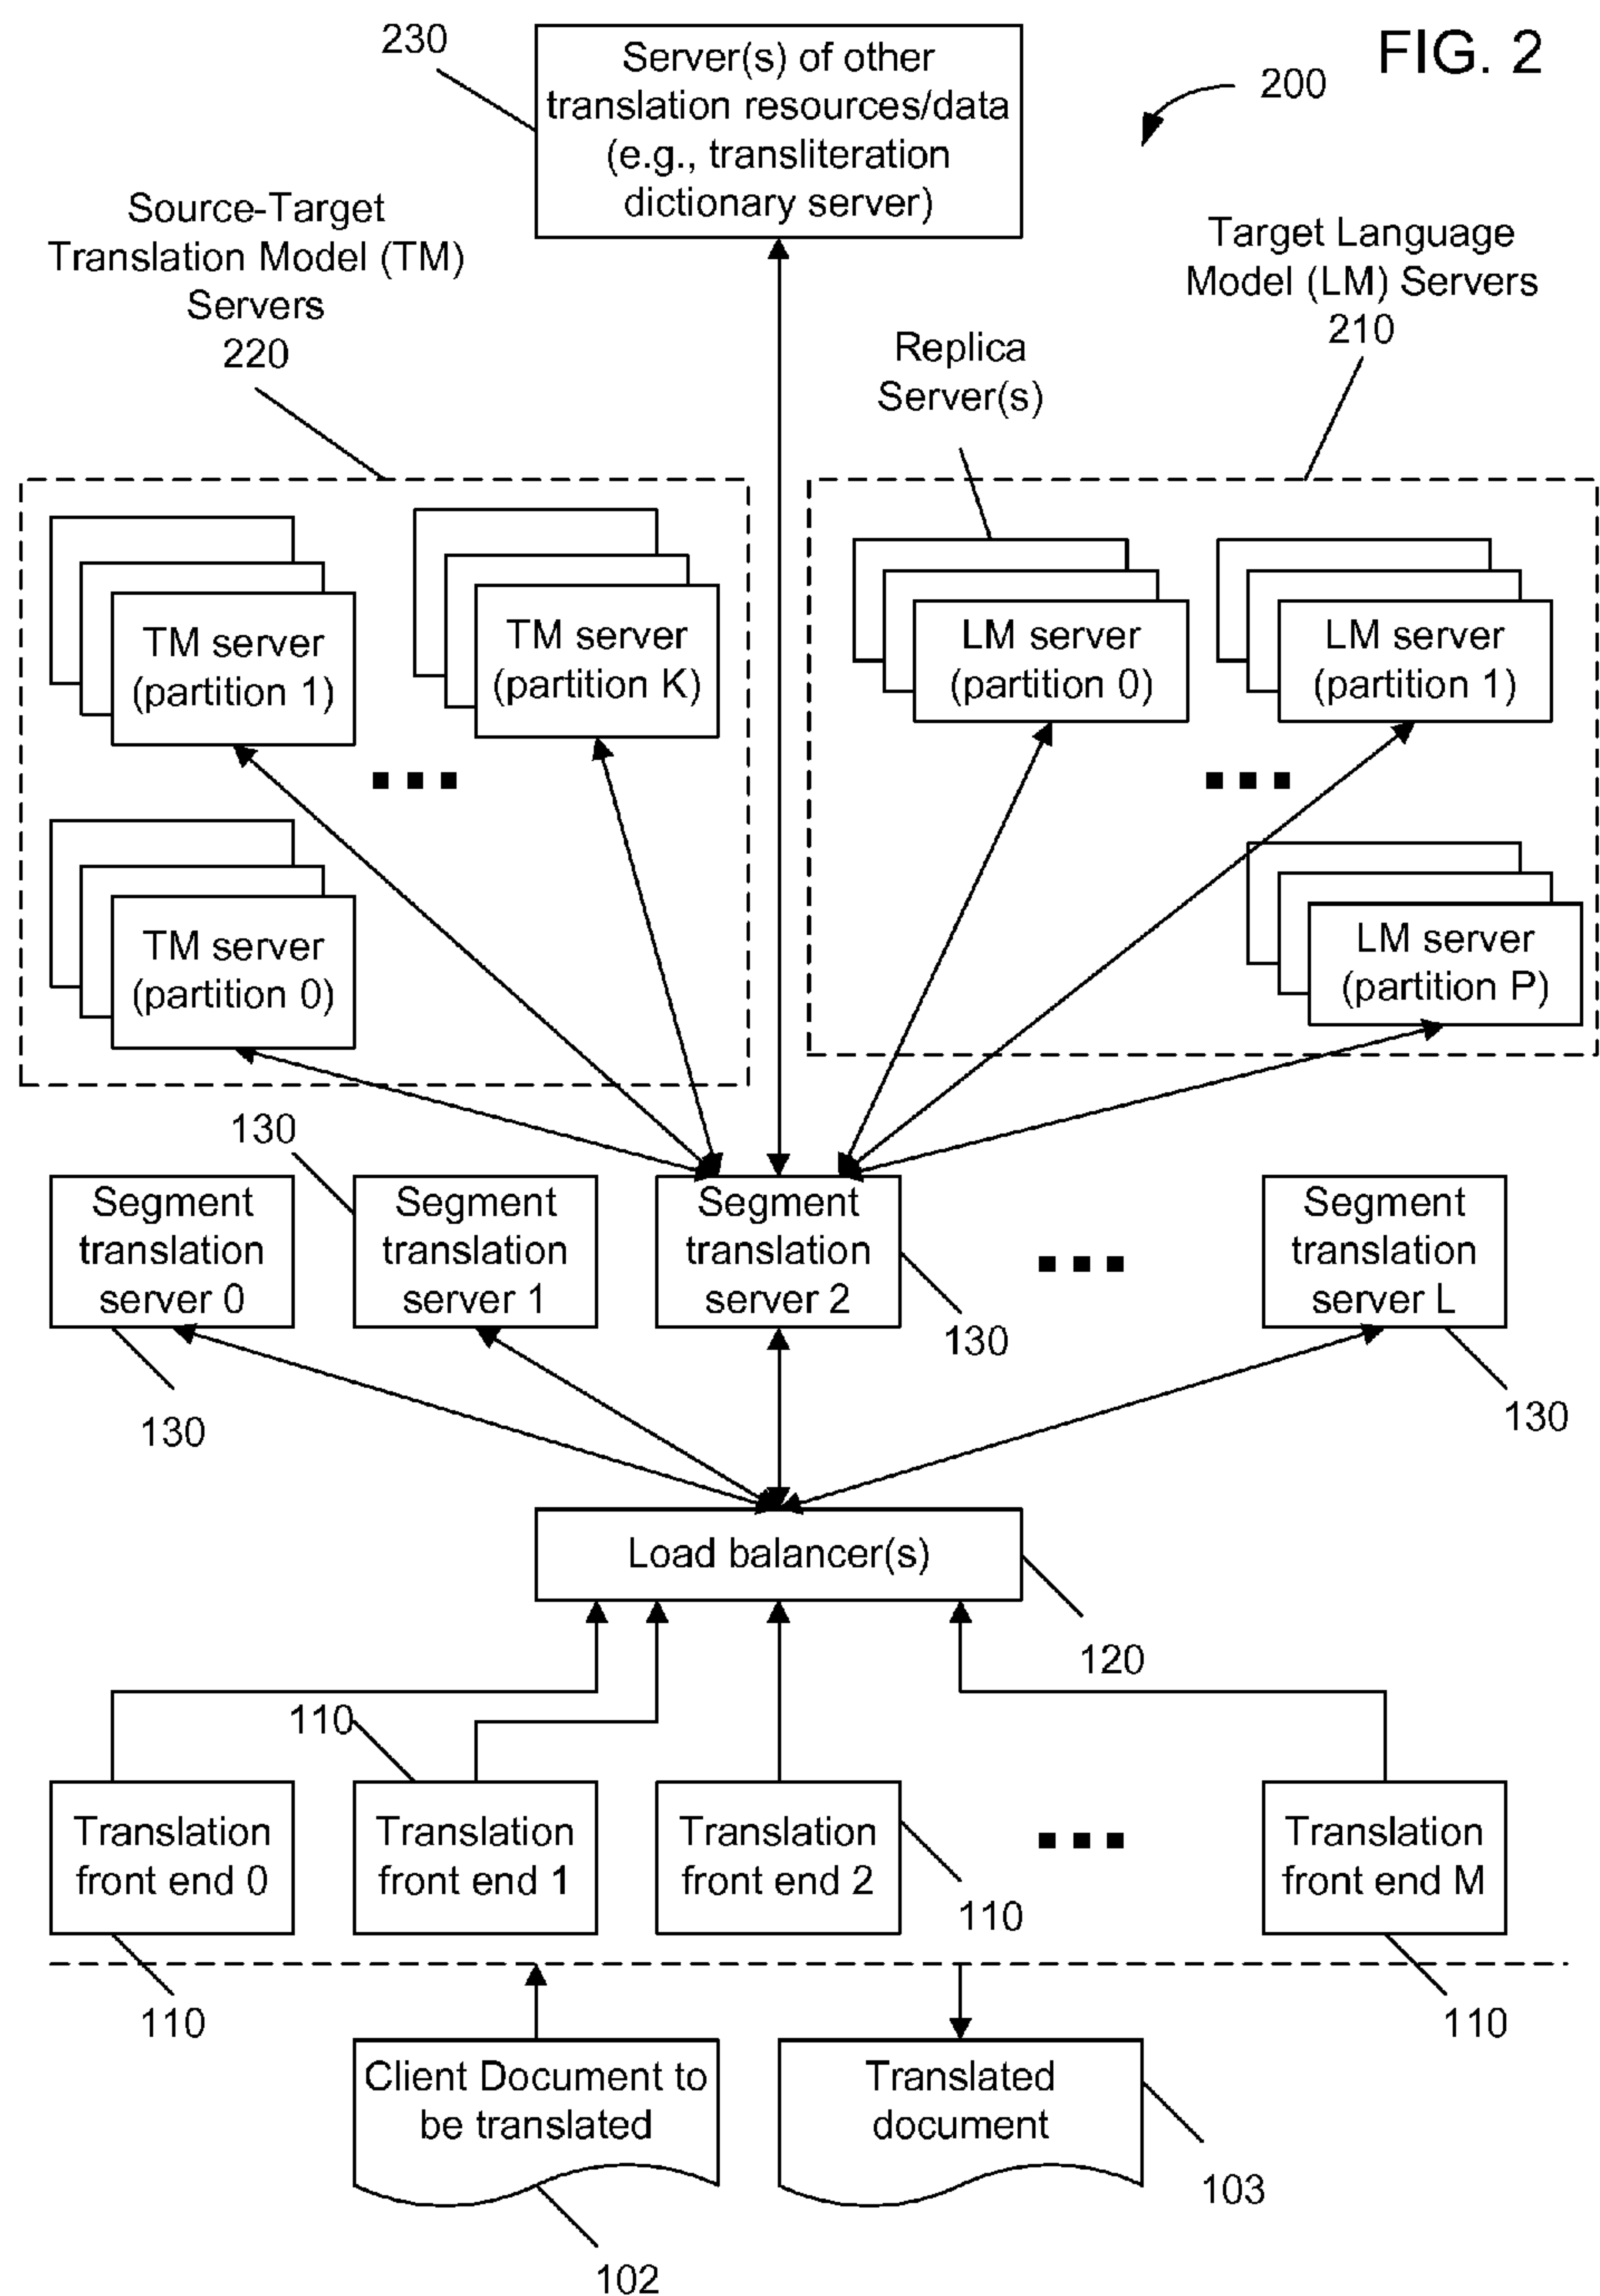 FIG. 2
200
230
Server(s) of other
translation resources/data
(e.g., transliteration
dictionary server)
Source-Target
Translation Model (TM)
Servers
220
Target Language
Model (LM) Servers
210
Replica
Server(s)
TM server
(partition 1)
TM server
(partition K)
LM server
(partition 0)
LM server
(partition 1)
TM server
(partition 0)
LM server
(partition P)
130
Segment
translation
server 0
Segment
translation
server 1
Segment
translation
server 2
Segment
translation
server L
130
130
130
Load balancer(s)
120
110
Translation
front end 0
Translation
front end 1
Translation
front end 2
Translation
front end M
110
110
110
Client Document to
be translated
Translated
document
103
102